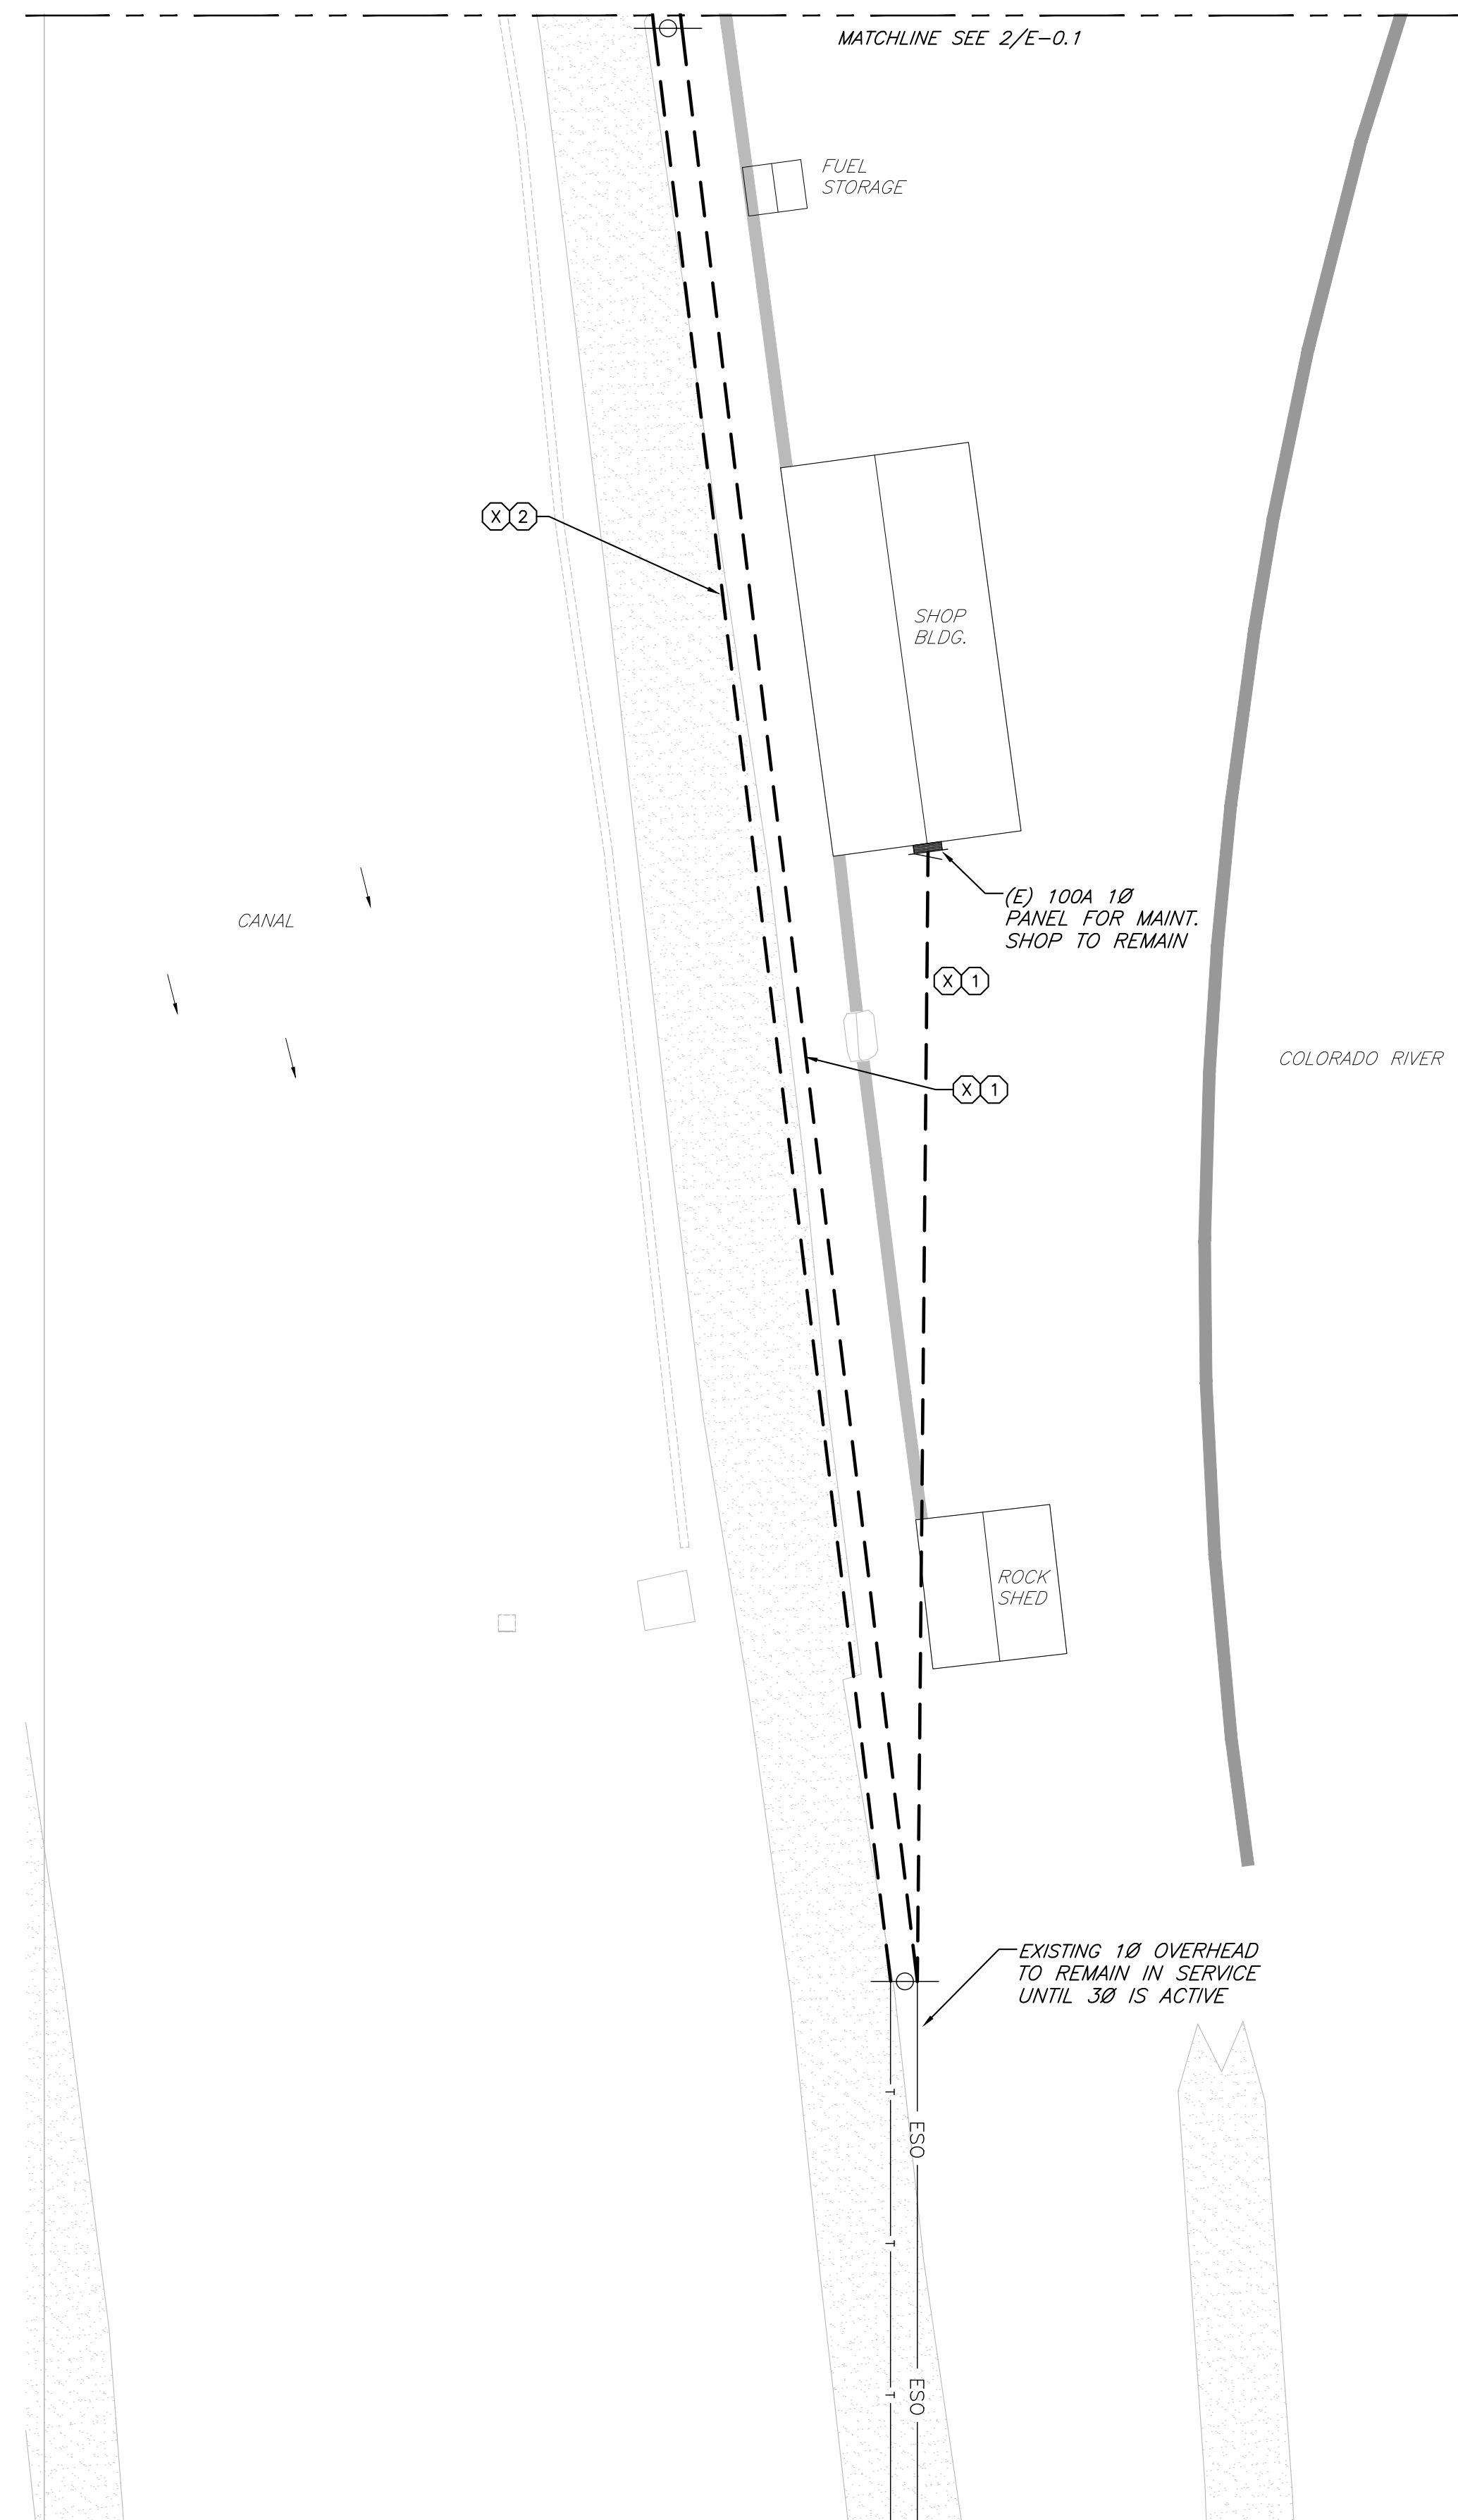 MATCHLINE SEE 2/E-0.1
FUEL
STORAGE
X 2
SHOP
BLDG.
(E) 100A 1Ø
PANEL FOR MAINT.
SHOP TO REMAIN
CANAL
X 1
COLORADO RIVER
X 1
ROCK
SHED
EXISTING 1Ø OVERHEAD
TO REMAIN IN SERVICE
UNTIL 3Ø IS ACTIVE
T
ESO
T
T
ESO